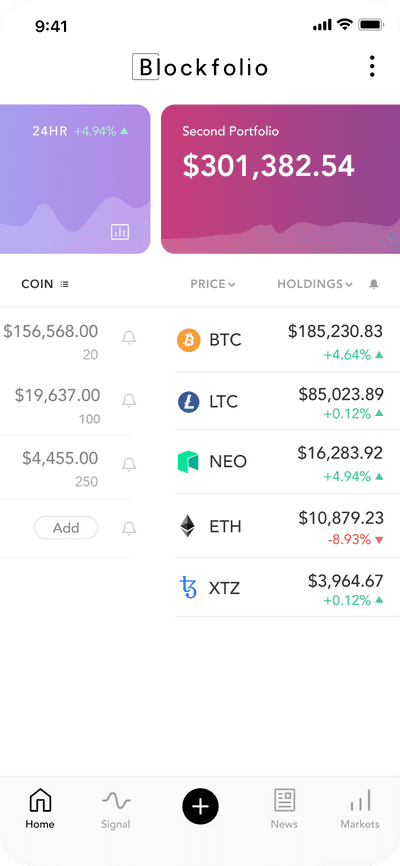 9:41
Blockfolio
24HR +4.94%
Second Portfolio
$301,382.54
COIN PRICE HOLDINGS
$156,568.00
20
BTC $185,230.83
+4.64%
$19,637.00
100
LTC $85,023.89
+0.12%
$4,455.00
250
NEO $16,283.92
+4.94%
Add
ETH $10,879.23
-8.93%
XTZ $3,964.67
+0.12%
Home Signal News Markets